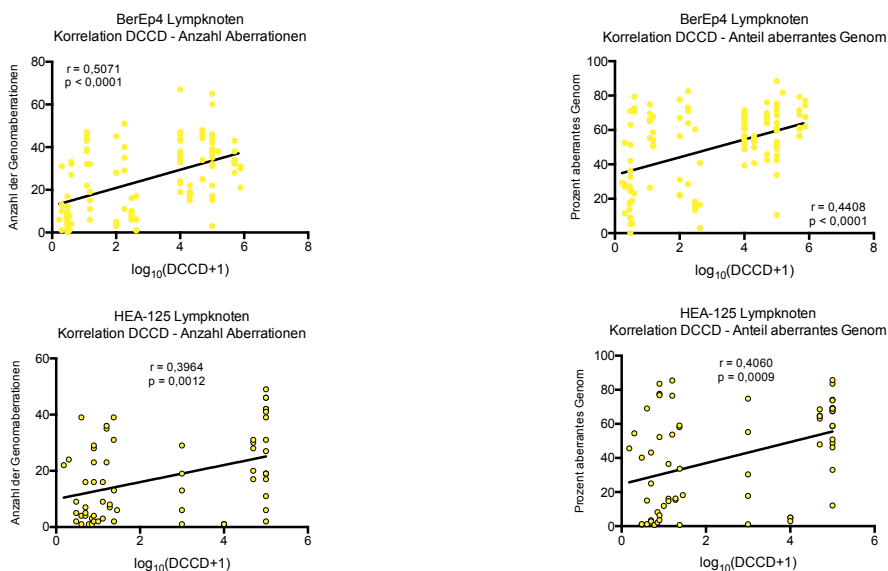 BerEp4 Lympknoten
Korrelation DCCD - Anzahl Aberrationen
r = 0,5071
p < 0,0001
Anzahl der Genomaberrationen
80
60
40
20
0
0 2 4 6 8
log10(DCCD+1)
BerEp4 Lympknoten
Korrelation DCCD - Anteil aberrantes Genom
Prozent aberrantes Genom
100
80
60
40
20
0
r = 0,4408
p < 0,0001
0 2 4 6 8
log10(DCCD+1)
HEA-125 Lympknoten
Korrelation DCCD - Anzahl Aberrationen
r = 0,3964
p = 0,0012
Anzahl der Genomaberrationen
60
40
20
0
0 2 4 6
log10(DCCD+1)
HEA-125 Lympknoten
Korrelation DCCD - Anteil aberrantes Genom
r = 0,4060
p = 0,0009
Prozent aberrantes Genom
100
80
60
40
20
0
0 2 4 6
log10(DCCD+1)